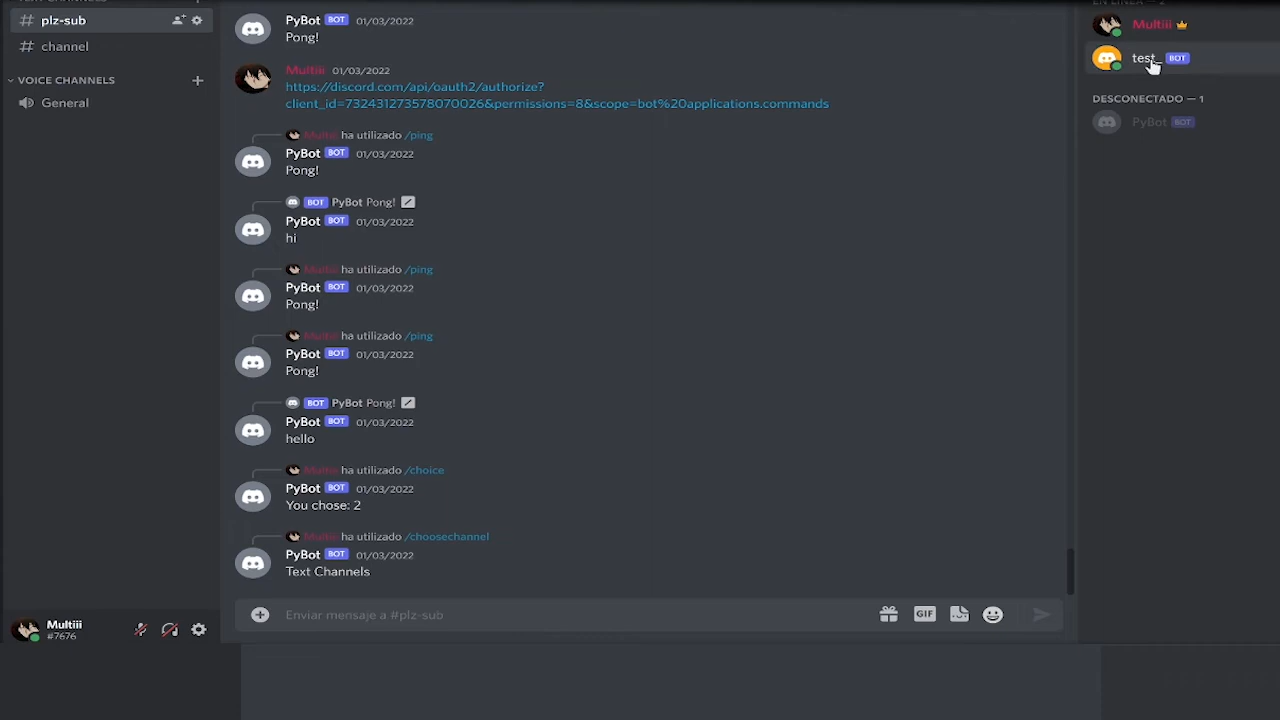 plz-sub
channel
VOICE CHANNELS
General
PyBot BOT 01/03/2022
Pong!
Multiii 01/03/2022
https://discord.com/api/oauth2/authorize?
client_id=732431273578070026&permissions=8&scope=bot%20applications.commands
Multiii ha utilizado /ping
PyBot BOT 01/03/2022
Pong!
BOT PyBot Pong!
PyBot BOT 01/03/2022
hi
Multiii ha utilizado /ping
PyBot BOT 01/03/2022
Pong!
Multiii ha utilizado /ping
PyBot BOT 01/03/2022
Pong!
BOT PyBot Pong!
PyBot BOT 01/03/2022
hello
Multiii ha utilizado /choice
PyBot BOT 01/03/2022
You chose: 2
Multiii ha utilizado /choosechannel
PyBot BOT 01/03/2022
Text Channels
Enviar mensaje a #plz-sub
GIF
Multiii
#7676
Multiii
test_ BOT
DESCONECTADO — 1
PyBot BOT